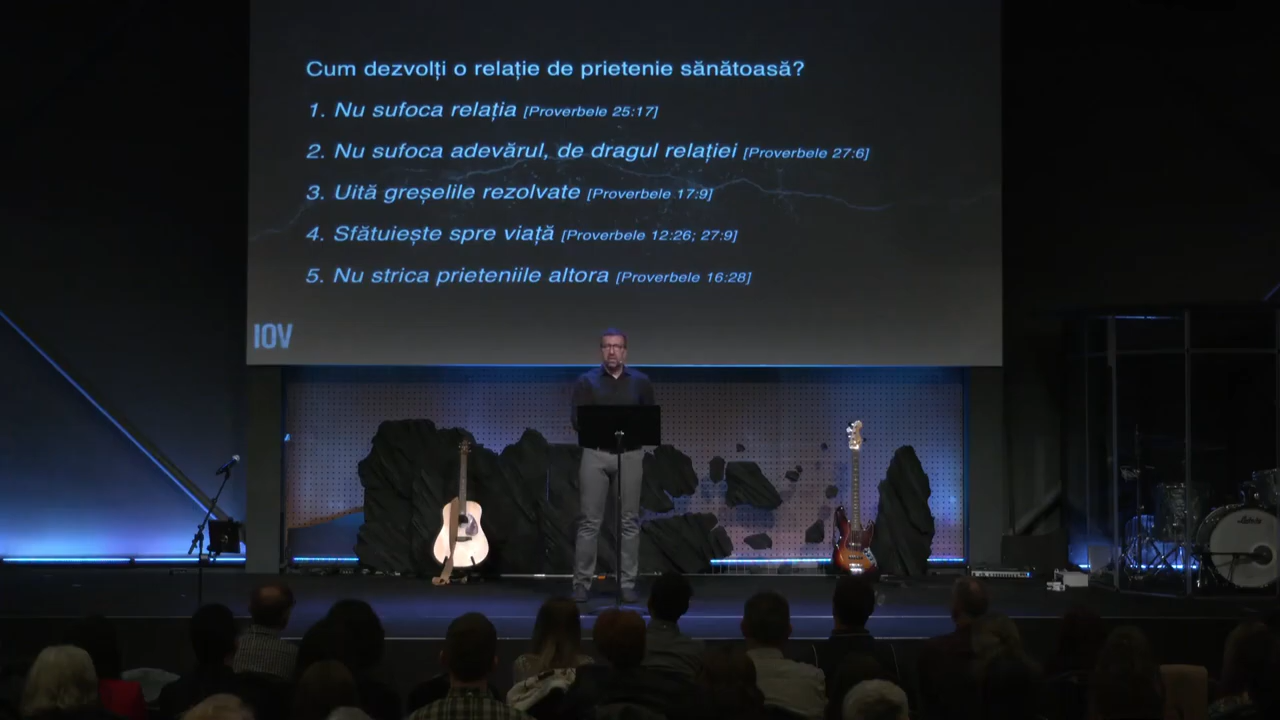 Cum dezvolți o relație de prietenie sănătoasă?
1. Nu sufoca relația [Proverbele 25:17]
2. Nu sufoca adevărul, de dragul relației [Proverbele 27:6]
3. Uită greșelile rezolvate [Proverbele 17:9]
4. Sfătuiește spre viață [Proverbele 12:26; 27:9]
5. Nu strica prieteniile altora [Proverbele 16:28]
IOV
Ludwig